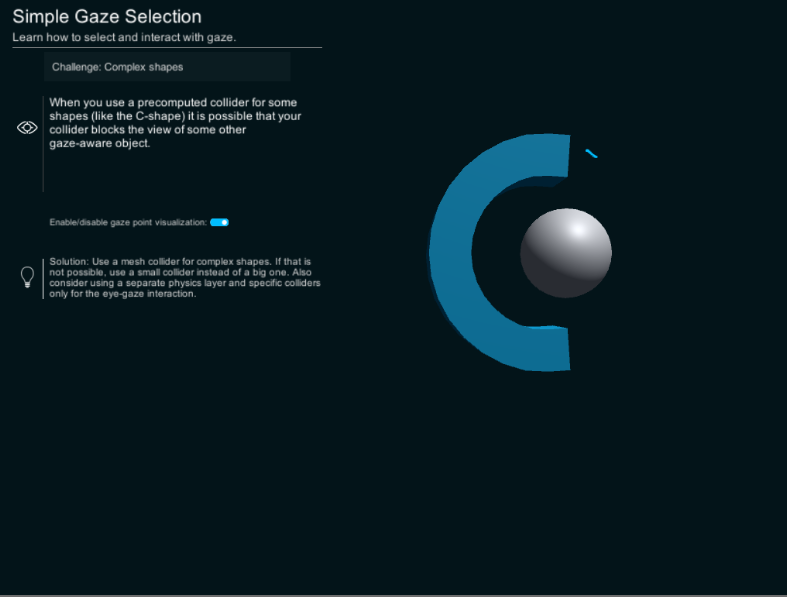 Simple Gaze Selection
Learn how to select and interact with gaze.
Challenge: Complex shapes
When you use a precomputed collider for some
shapes (like the C-shape) it is possible that your
collider blocks the view of some other
gaze-aware object.
Enable/disable gaze point visualization:
Solution: Use a mesh collider for complex shapes. If that is
not possible, use a small collider instead of a big one. Also
consider using a separate physics layer and specific colliders
only for the eye-gaze interaction.